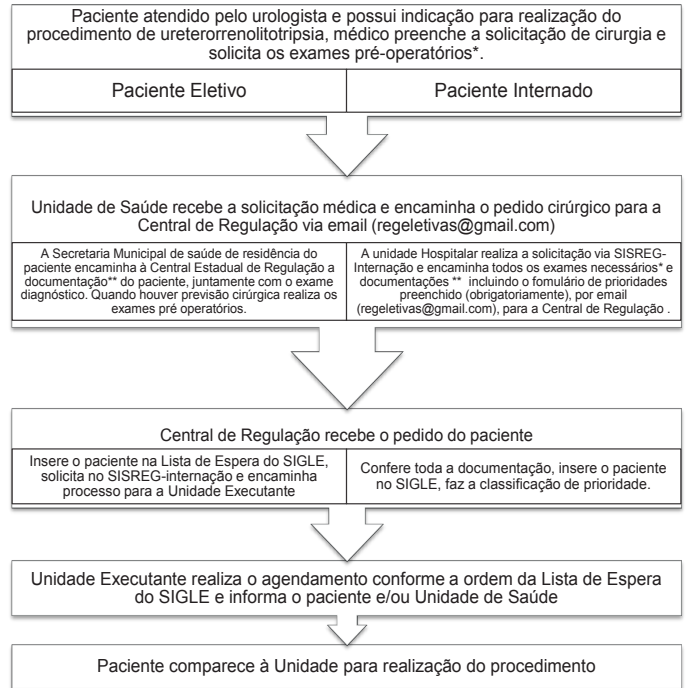 Paciente atendido pelo urologista e possui indicação para realização do
procedimento de ureterorrenolitotripsia, médico preenche a solicitação de cirurgia e
solicita os exames pré-operatórios*.
Paciente Eletivo
Paciente Internado
Unidade de Saúde recebe a solicitação médica e encaminha o pedido cirúrgico para a
Central de Regulação via email (regeletivas@gmail.com)
A Secretaria Municipal de saúde de residência do
paciente encaminha à Central Estadual de Regulação a
documentação** do paciente, juntamente com o exame
diagnóstico. Quando houver previsão cirúrgica realiza os
exames pré operatórios.
A unidade Hospitalar realiza a solicitação via SISREG-
Internação e encaminha todos os exames necessários* e
documentações ** incluindo o fomulário de prioridades
preenchido (obrigatoriamente), por email
(regeletivas@gmail.com), para a Central de Regulação .
Central de Regulação recebe o pedido do paciente
Insere o paciente na Lista de Espera do SIGLE,
solicita no SISREG-internação e encaminha
processo para a Unidade Executante
Confere toda a documentação, insere o paciente
no SIGLE, faz a classificação de prioridade.
Unidade Executante realiza o agendamento conforme a ordem da Lista de Espera
do SIGLE e informa o paciente e/ou Unidade de Saúde
Paciente comparece à Unidade para realização do procedimento